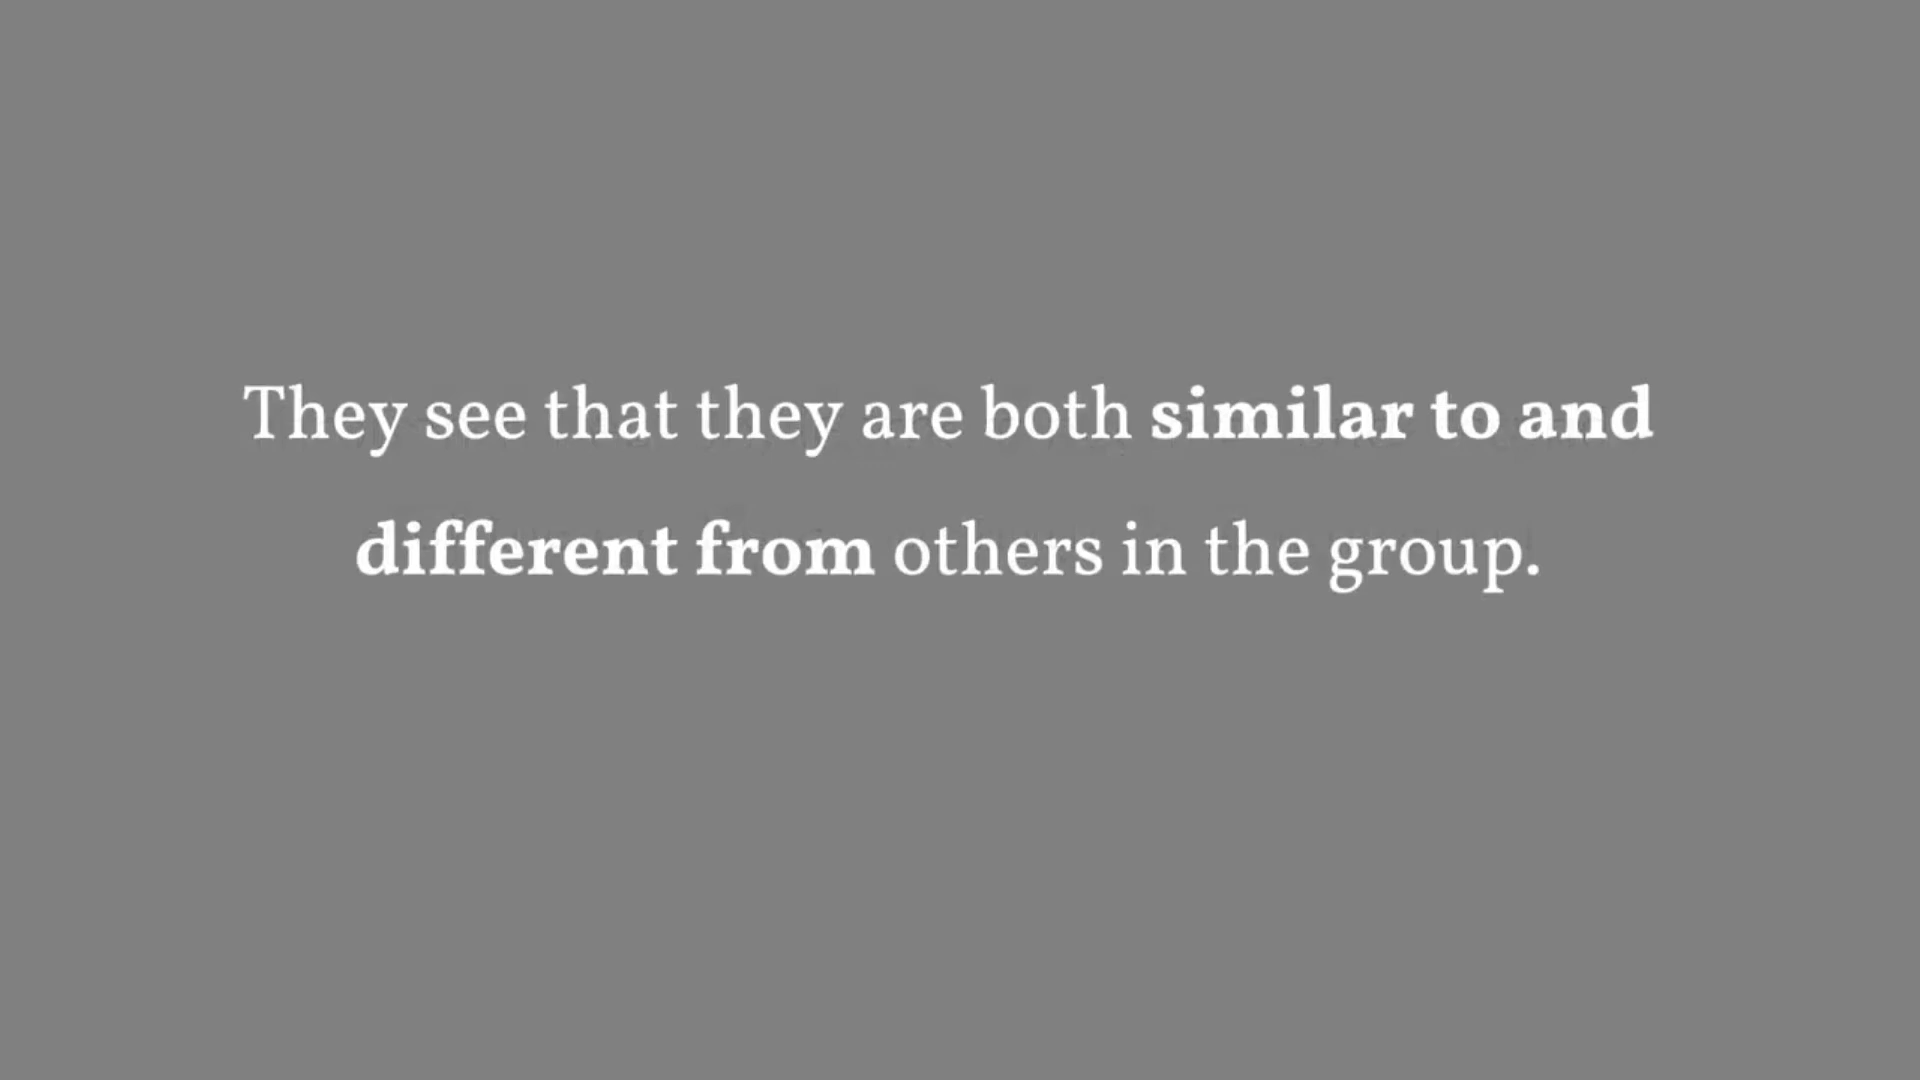 They see that they are both similar to and
different from others in the group.